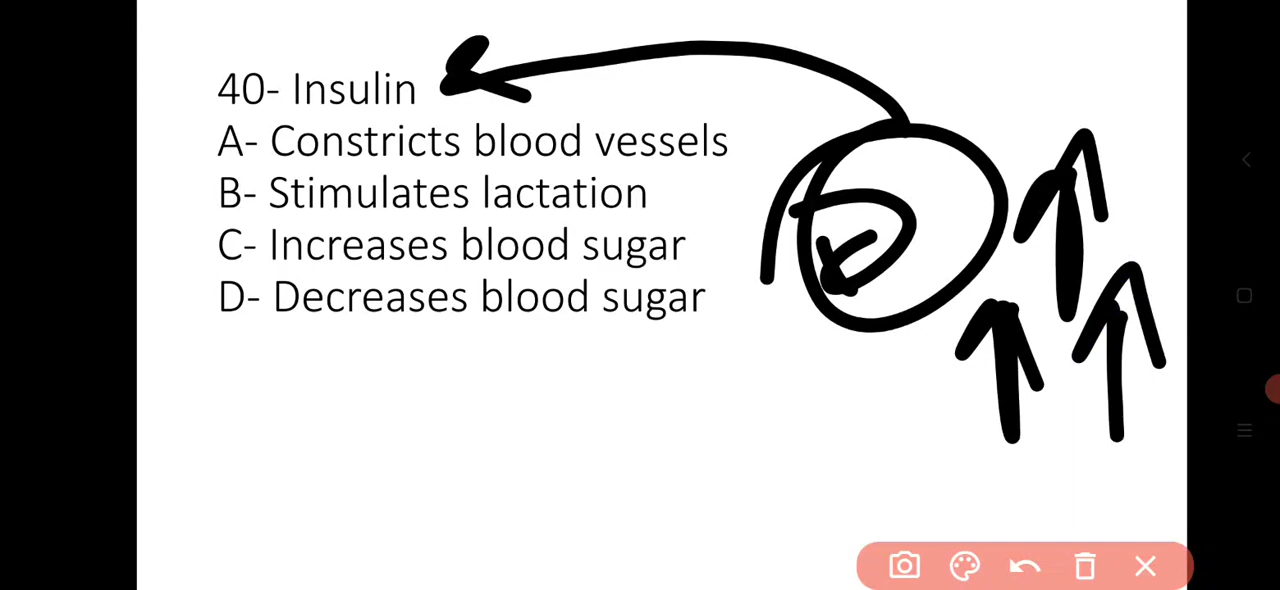 40- Insulin
A- Constricts blood vessels
B- Stimulates lactation
C- Increases blood sugar
D- Decreases blood sugar